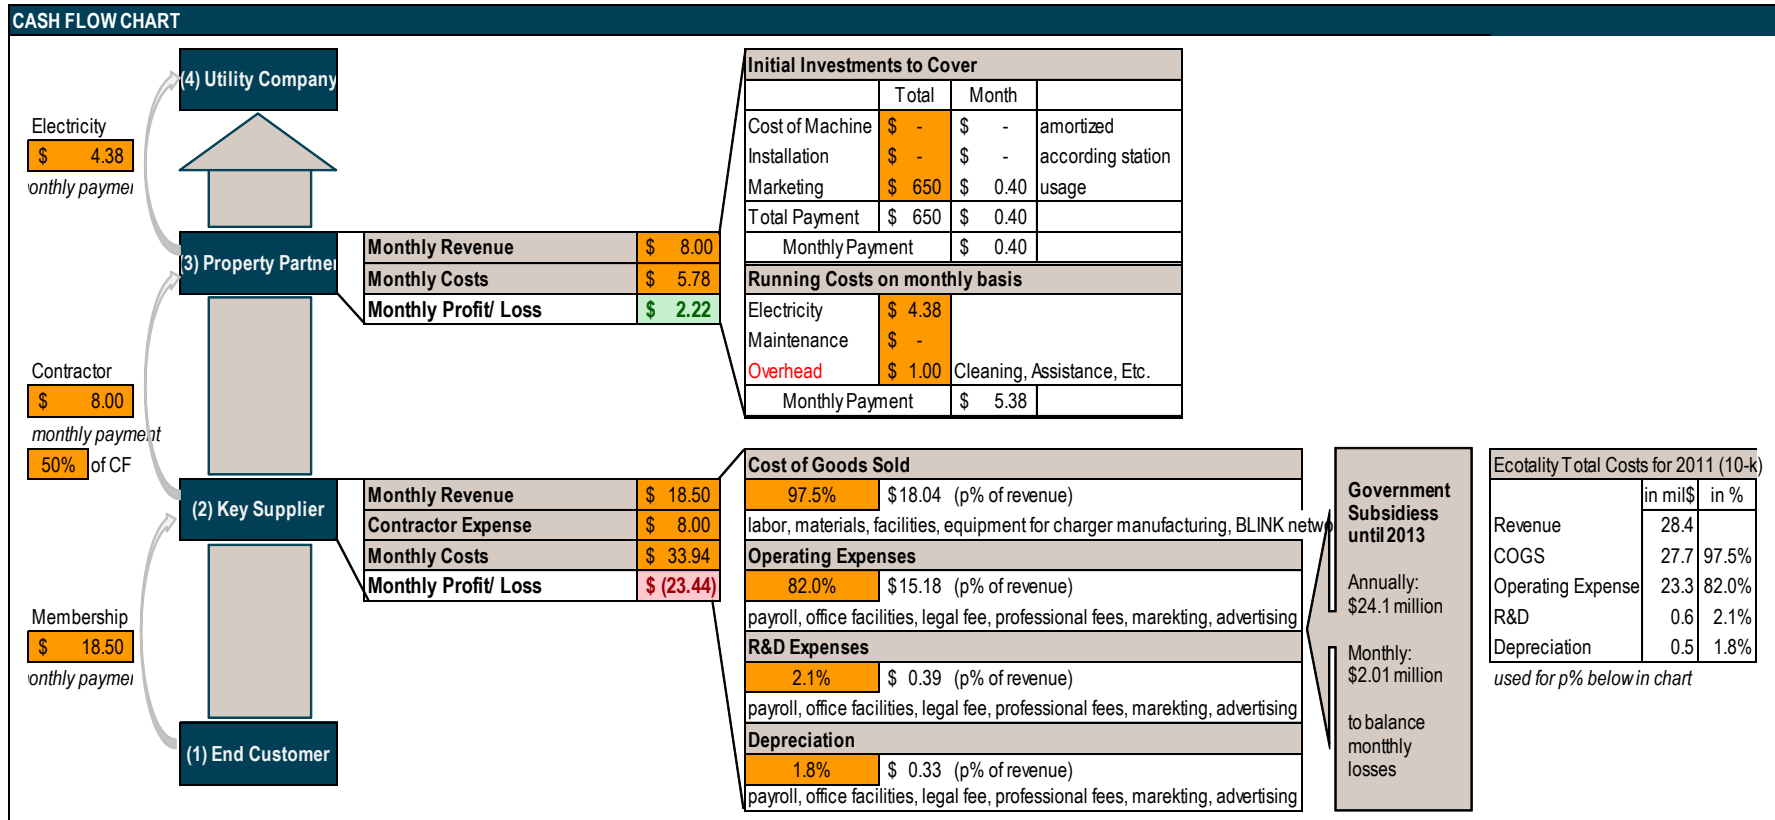 CASH FLOW CHART
(4) Utility Company
Electricity
$ 4.38
onthly paymer
(3) Property Partner
Monthly Revenue $ 8.00
Monthly Costs $ 5.78
Monthly Profit/ Loss $ 2.22
Initial Investments to Cover
Total Month
Cost of Machine $ - $ - amortized
Installation $ - $ - according station
Marketing $ 650 $ 0.40 usage
Total Payment $ 650 $ 0.40
Monthly Payment $ 0.40
Running Costs on monthly basis
Electricity $ 4.38
Maintenance $ -
Overhead $ 1.00 Cleaning, Assistance, Etc.
Monthly Payment $ 5.38
Contractor
$ 8.00
monthly payment
50% of CF
(2) Key Supplier
Monthly Revenue $ 18.50
Contractor Expense $ 8.00
Monthly Costs $ 33.94
Monthly Profit/ Loss $ (23.44)
Cost of Goods Sold
97.5% $18.04 (p% of revenue)
labor, materials, facilities, equipment for charger manufacturing, BLINK netwo
Operating Expenses
82.0% $15.18 (p% of revenue)
payroll, office facilities, legal fee, professional fees, marekting, advertising
R&D Expenses
2.1% $ 0.39 (p% of revenue)
payroll, office facilities, legal fee, professional fees, marekting, advertising
Depreciation
1.8% $ 0.33 (p% of revenue)
payroll, office facilities, legal fee, professional fees, marekting, advertising
Government
Subsidiess
until 2013
Annually:
$24.1 million
Monthly:
$2.01 million
to balance
montthly
losses
Ecotality Total Costs for 2011 (10-k)
in mil$ in %
Revenue 28.4
COGS 27.7 97.5%
Operating Expense 23.3 82.0%
R&D 0.6 2.1%
Depreciation 0.5 1.8%
used for p% below in chart
Membership
$ 18.50
onthly paymer
(1) End Customer